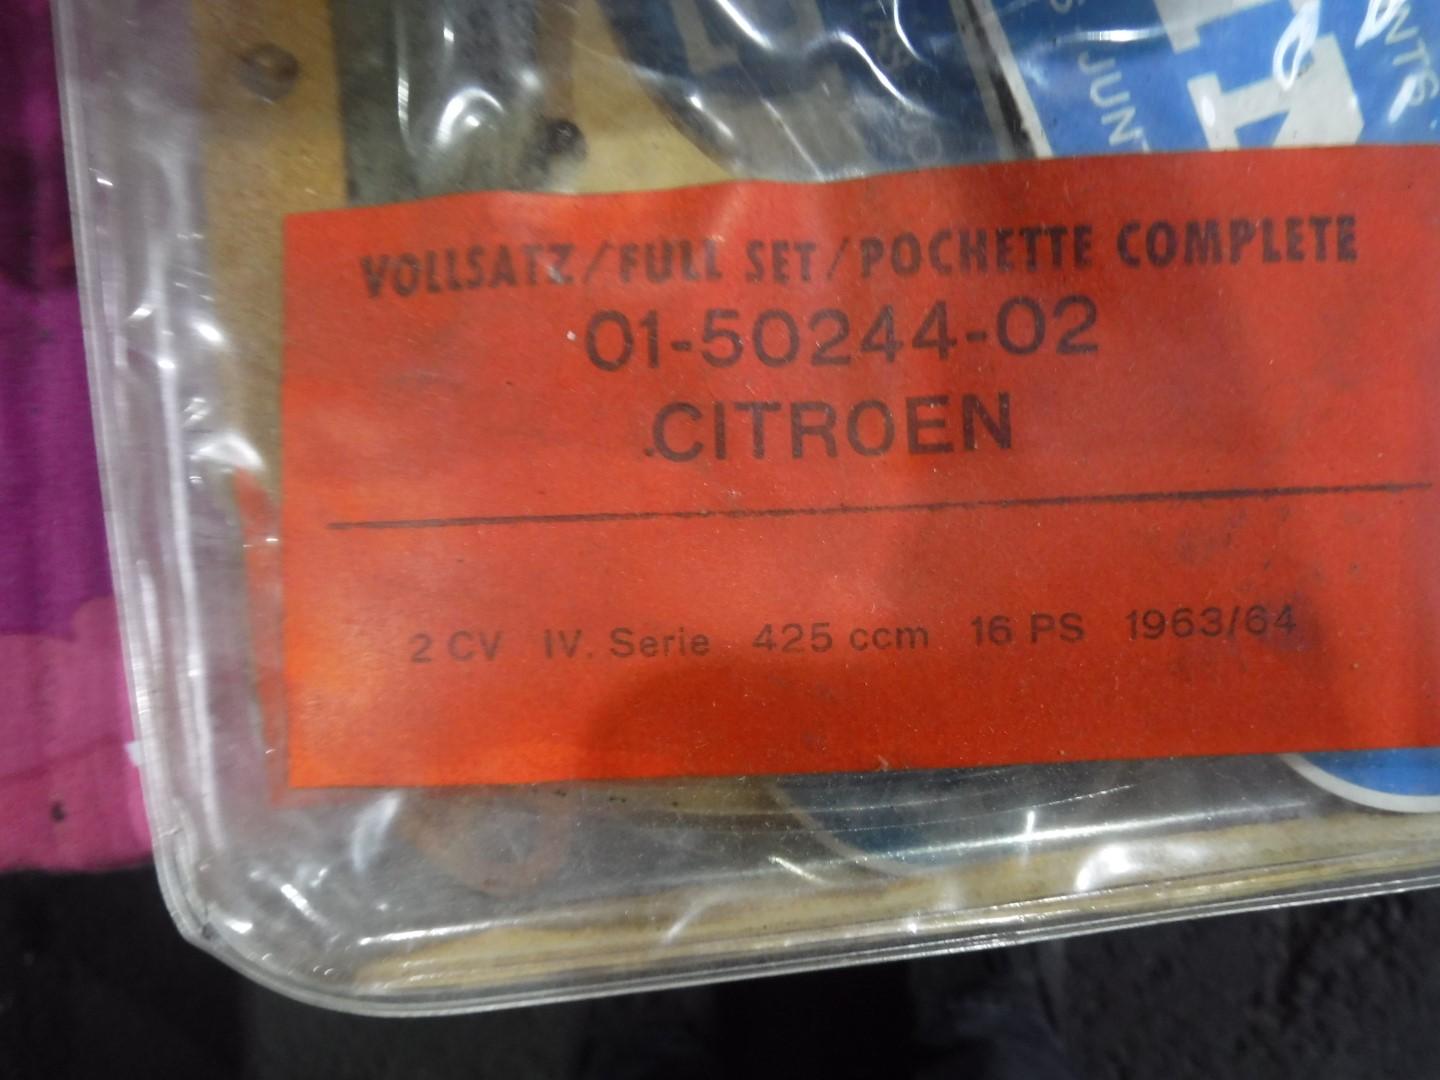 VOLLSATZ/FULL SET/POCHETTE COMPLETE
01-50244-02
CITROEN
2 CV IV. Serie 425 ccm 16 PS 1963/64